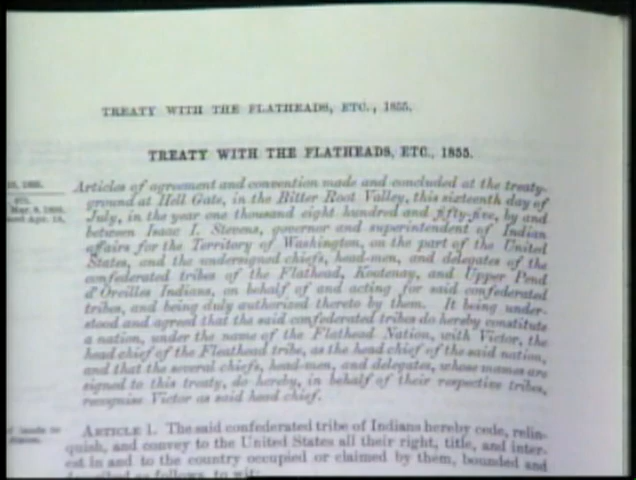 TREATY WITH THE FLATHEADS, ETC., 1855.
TREATY WITH THE FLATHEADS, ETC., 1855.
Articles of agreement and convention made and concluded at the treaty-
ground at Hell Gate, in the Bitter Root Valley, this sixteenth day of
July, in the year one thousand eight hundred and fifty-five, by and
between Isaac I. Stevens, governor and superintendent of Indian
affairs for the Territory of Washington, on the part of the United
States, and the undersigned chiefs, head-men, and delegates of the
confederated tribes of the Flathead, Kootenay, and Upper Pend
d'Oreilles Indians, on behalf of and acting for said confederated
tribes, and being duly authorized thereto by them. It being under-
stood and agreed that the said confederated tribes do hereby constitute
a nation, under the name of the Flathead Nation, with Victor, the
head chief of the Flathead tribe, as the head chief of the said nation,
and that the several chiefs, head-men, and delegates, whose names are
signed to this treaty, do hereby, in behalf of their respective tribes,
recognise Victor as said head chief.
ARTICLE 1. The said confederated tribe of Indians hereby cede, relin-
quish, and convey to the United States all their right, title, and inter-
est in and to the country occupied or claimed by them, bounded and
described as follows, to wit: